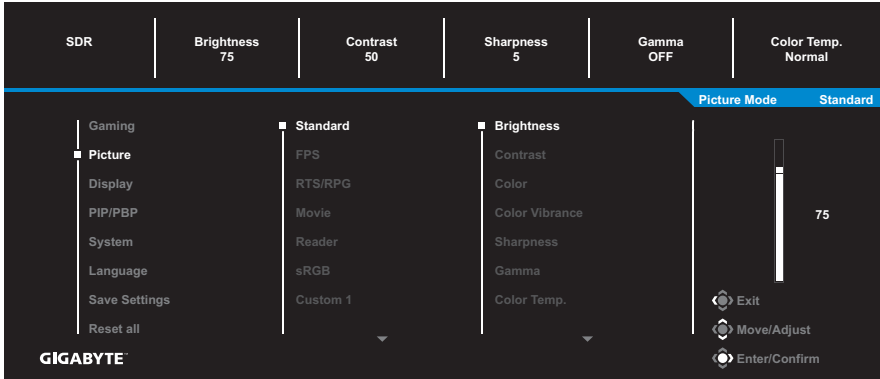 SDR
Brightness
75
Contrast
50
Sharpness
5
Gamma
OFF
Color Temp.
Normal
Picture Mode Standard
Gaming
Picture
Display
PIP/PBP
System
Language
Save Settings
Reset all
Standard
FPS
RTS/RPG
Movie
Reader
sRGB
Custom 1
Brightness
Contrast
Color
Color Vibrance
Sharpness
Gamma
Color Temp.
75
Exit
Move/Adjust
Enter/Confirm
GIGABYTE™